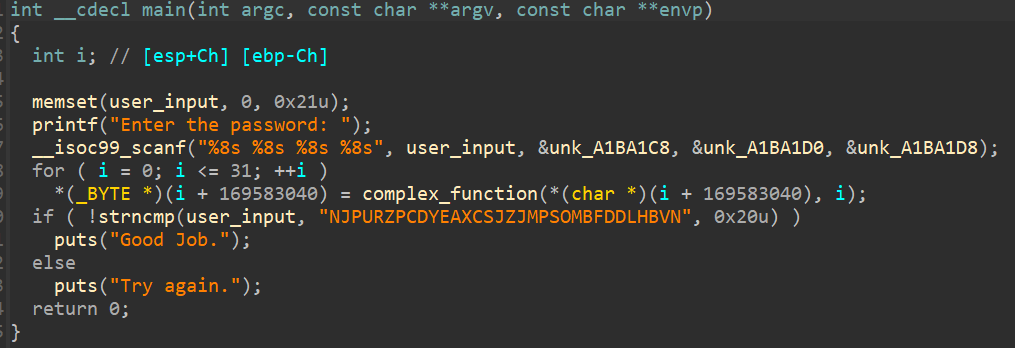 int __cdecl main(int argc, const char **argv, const char **envp)
{
  int i; // [esp+Ch] [ebp-Ch]
  memset(user_input, 0, 0x21u);
  printf("Enter the password: ");
  __isoc99_scanf("%8s %8s %8s %8s", user_input, &unk_A1BA1C8, &unk_A1BA1D0, &unk_A1BA1D8);
  for ( i = 0; i <= 31; ++i )
    *(_BYTE *)(i + 169583040) = complex_function(*(char *)(i + 169583040), i);
  if ( !strncmp(user_input, "NJPURZPCDYEAXCSJZJMPSOMBFDDLHBVN", 0x20u) )
    puts("Good Job.");
  else
    puts("Try again.");
  return 0;
}